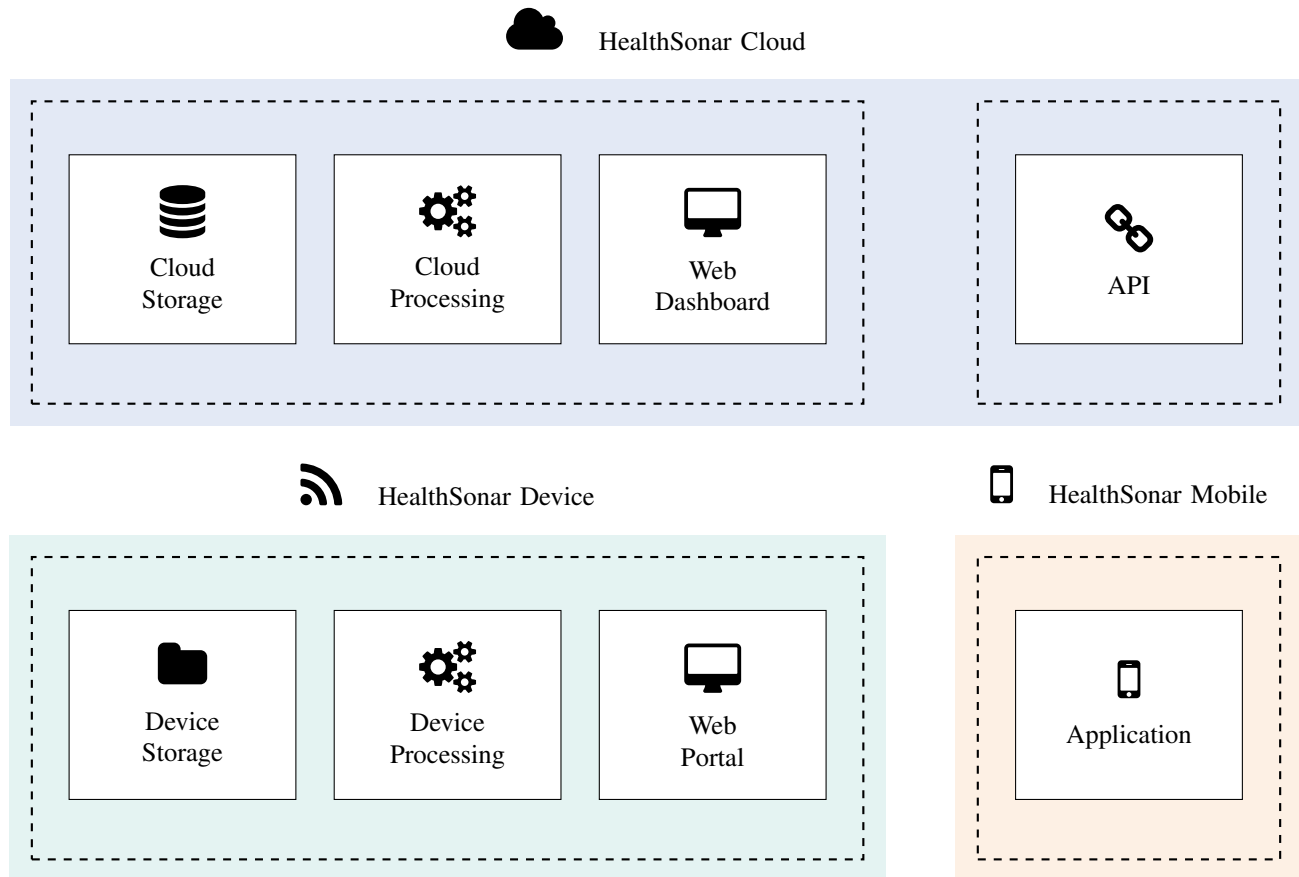 HealthSonar Cloud
Cloud
Storage
Cloud
Processing
Web
Dashboard
API
HealthSonar Device
HealthSonar Mobile
Device
Storage
Device
Processing
Web
Portal
Application